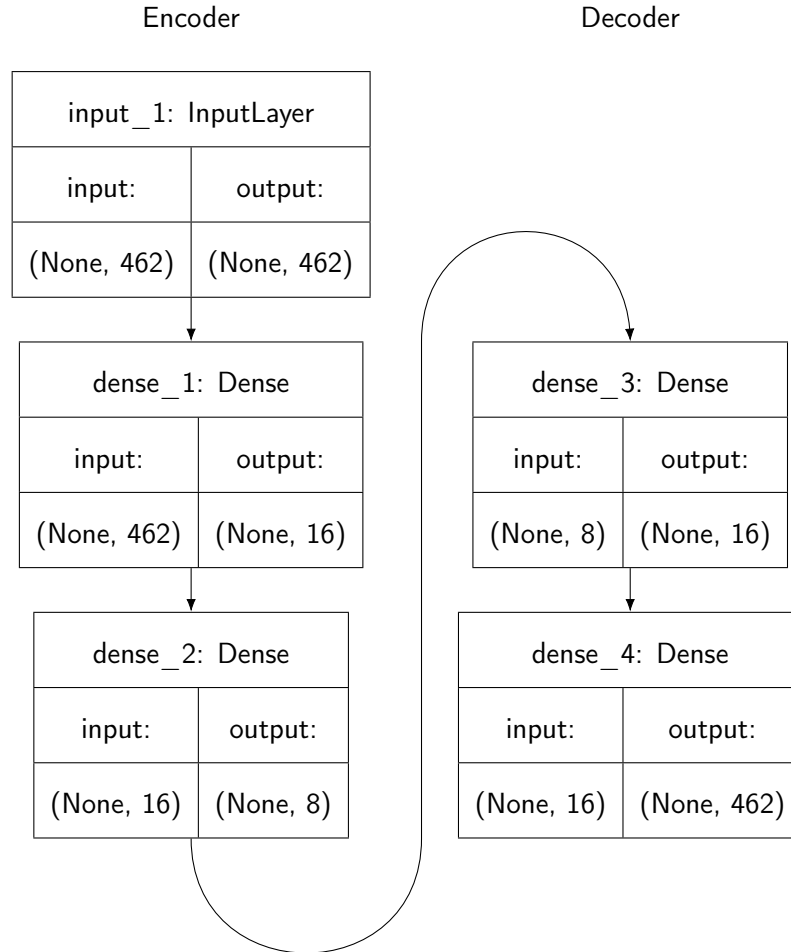 Encoder
input_1: InputLayer
input: output:
(None, 462) (None, 462)
dense_1: Dense
input: output:
(None, 462) (None, 16)
dense_2: Dense
input: output:
(None, 16) (None, 8)
Decoder
dense_3: Dense
input: output:
(None, 8) (None, 16)
dense_4: Dense
input: output:
(None, 16) (None, 462)